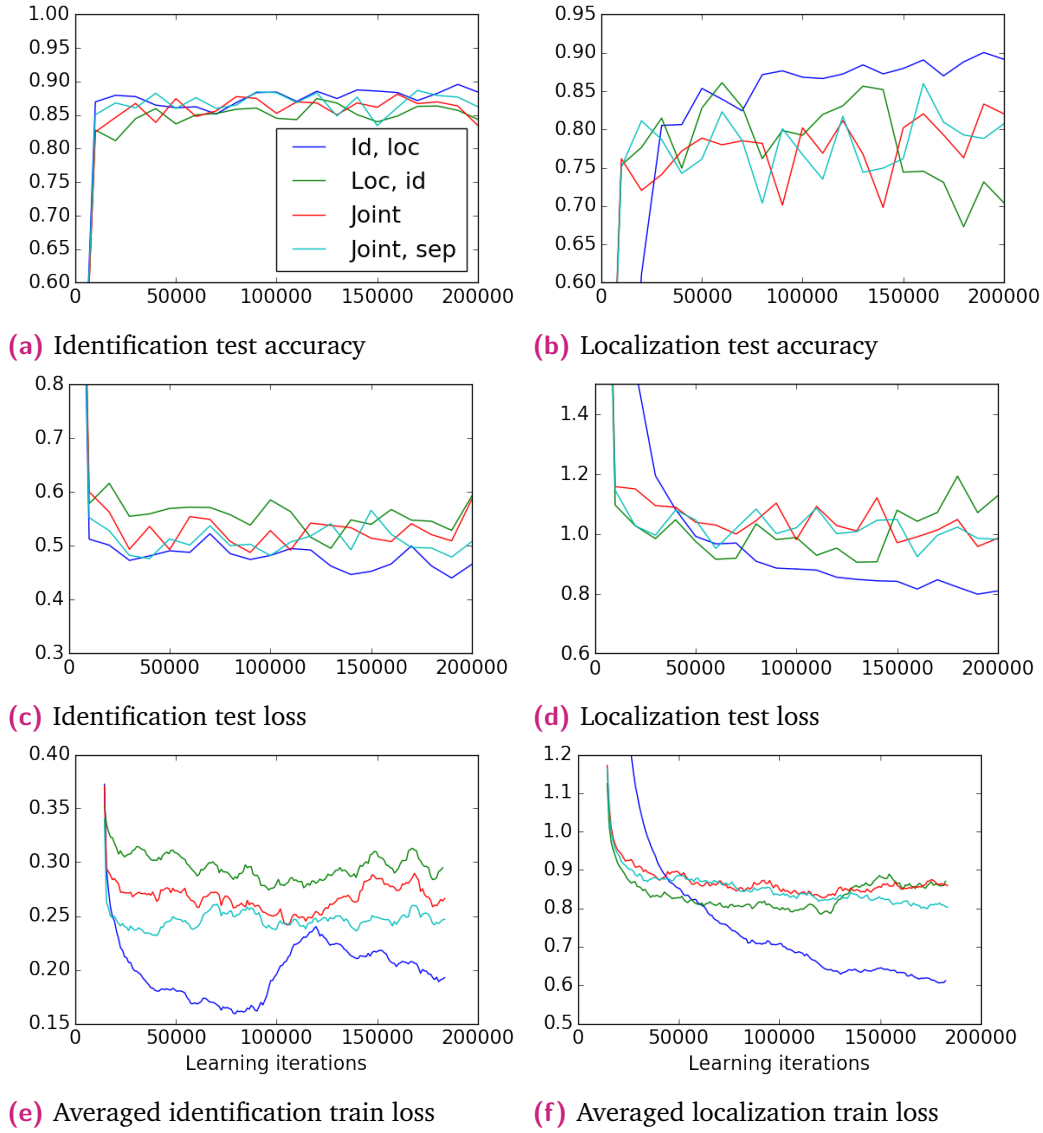 1.00
0.95
0.90
0.85
0.80
0.75
0.70
0.65
0.60
0 50000 100000 150000 200000
Id, loc
Loc, id
Joint
Joint, sep
(a) Identification test accuracy
0.95
0.90
0.85
0.80
0.75
0.70
0.65
0.60
0 50000 100000 150000 200000
(b) Localization test accuracy
0.8
0.7
0.6
0.5
0.4
0.3
0 50000 100000 150000 200000
(c) Identification test loss
1.4
1.2
1.0
0.8
0.6
0 50000 100000 150000 200000
(d) Localization test loss
0.40
0.35
0.30
0.25
0.20
0.15
0 50000 100000 150000 200000
Learning iterations
(e) Averaged identification train loss
1.2
1.1
1.0
0.9
0.8
0.7
0.6
0.5
0 50000 100000 150000 200000
Learning iterations
(f) Averaged localization train loss